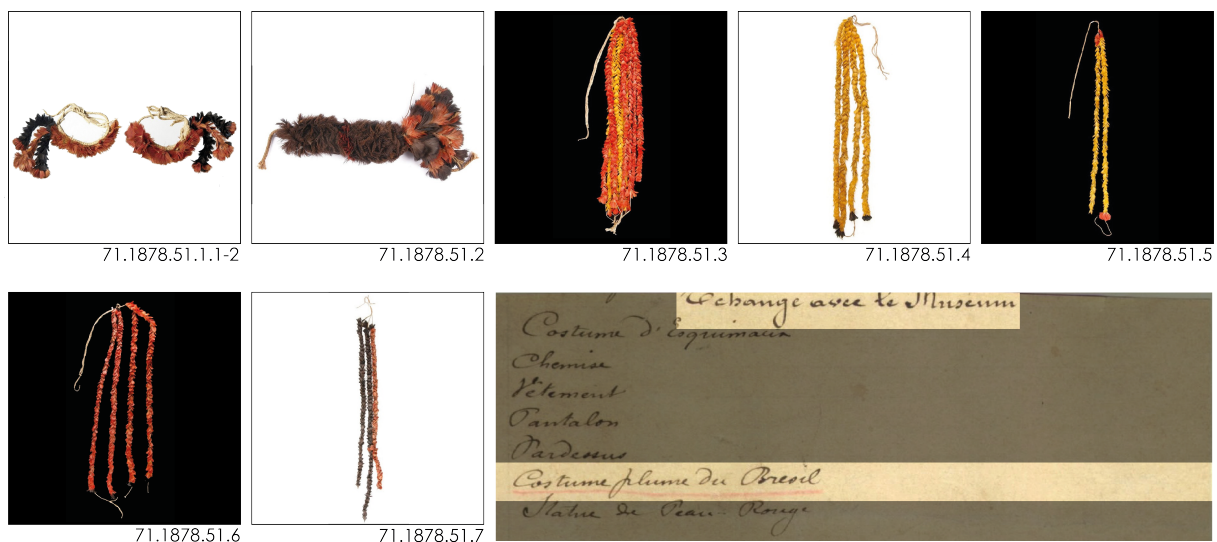 71.1878.51.1.1-2
71.1878.51.2
71.1878.51.3
71.1878.51.4
71.1878.51.5
71.1878.51.6
71.1878.51.7
Echange avec le Museum
Costume d'Esquimaux
Chemise
Vêtement
Pantalon
Pardessus
Costume plume du Bresil
Statue de Peau-Rouge